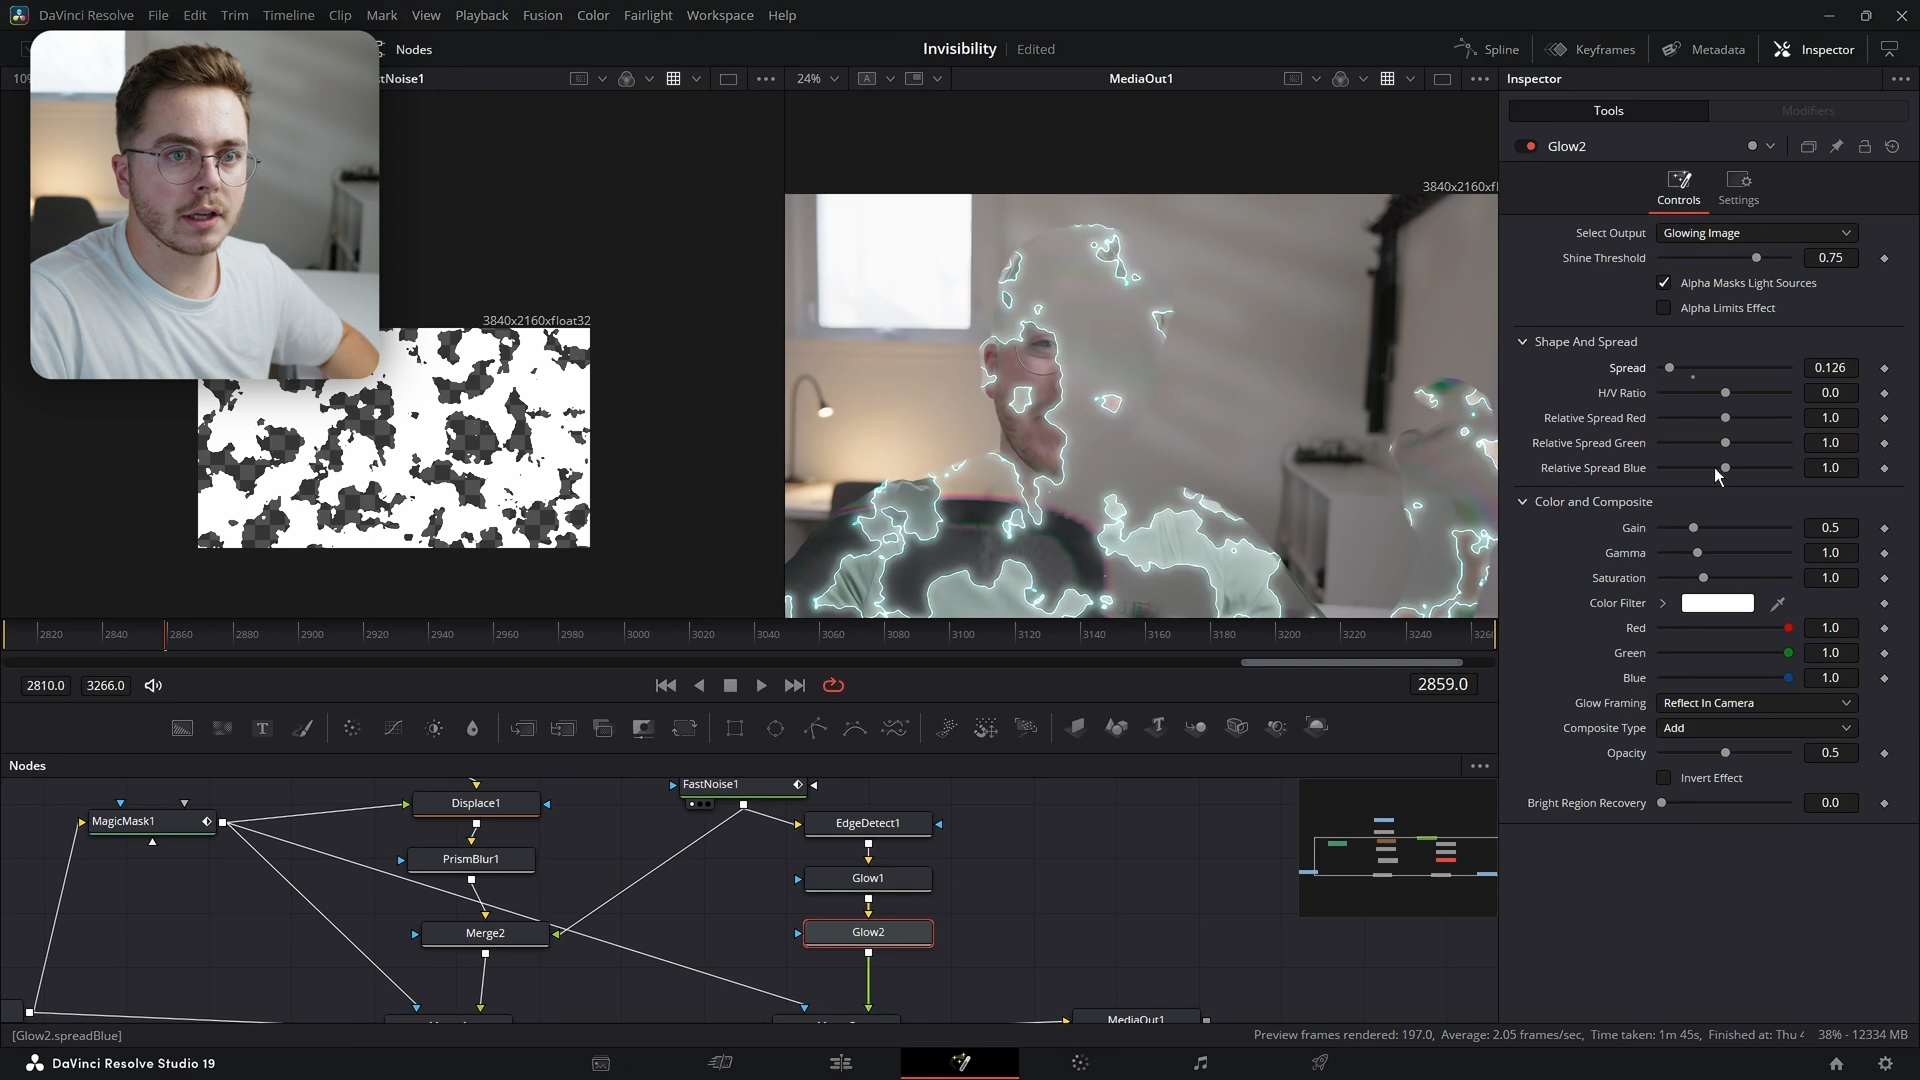 DaVinci Resolve File Edit Trim Timeline Clip Mark View Playback Fusion Color Fairlight Workspace Help
Nodes Invisibility Edited Spline Keyframes Metadata Inspector
tNoise1 24% A MediaOut1 Inspector
Tools Modifiers
Glow2
3840x2160xfl
Controls Settings
Select Output Glowing Image
Shine Threshold 0.75
Alpha Masks Light Sources
Alpha Limits Effect
3840x2160xfloat32
Shape And Spread
Spread 0.126
H/V Ratio 0.0
Relative Spread Red 1.0
Relative Spread Green 1.0
Relative Spread Blue 1.0
Color and Composite
Gain 0.5
Gamma 1.0
Saturation 1.0
Color Filter
Red 1.0
Green 1.0
Blue 1.0
Glow Framing Reflect In Camera
Composite Type Add
Opacity 0.5
Invert Effect
Bright Region Recovery 0.0
2820 2840 2860 2880 2900 2920 2940 2960 2980 3000 3020 3040 3060 3080 3100 3120 3140 3160 3180 3200 3220 3240 3260
2810.0 3266.0 2859.0
T
Nodes
FastNoise1
Displace1
MagicMask1
EdgeDetect1
PrismBlur1
Glow1
Merge2
Glow2
MediaOut1
[Glow2.spreadBlue] Preview frames rendered: 197.0, Average: 2.05 frames/sec, Time taken: 1m 45s, Finished at: Thu 38% - 12334 MB
DaVinci Resolve Studio 19